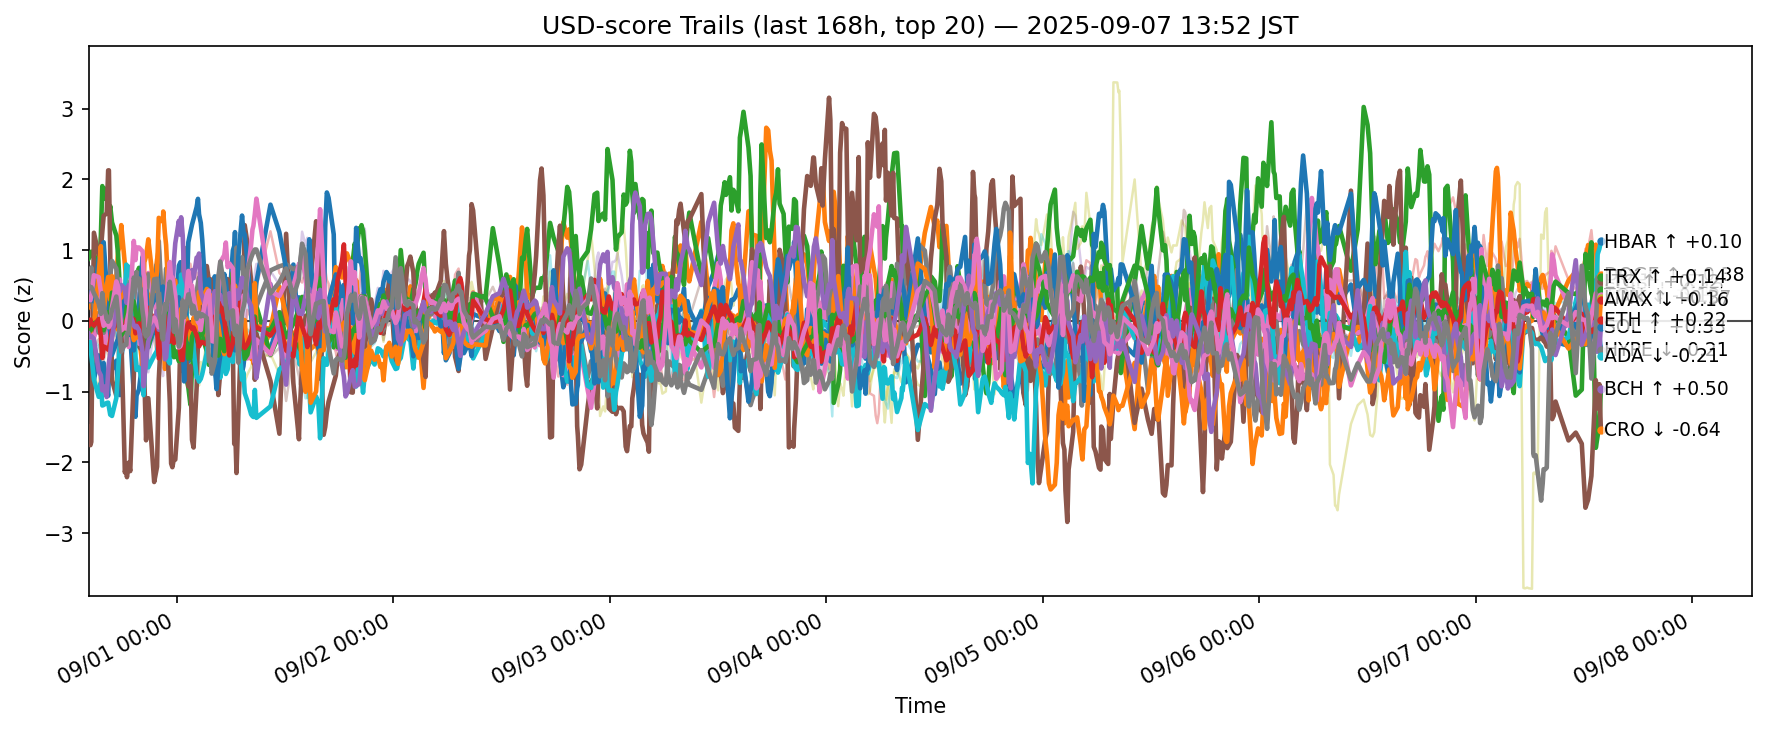 USD-score Trails (last 168h, top 20) — 2025-09-07 13:52 JST
Score (z)
3
2
1
0
−1
−2
−3
HBAR ↑ +0.10
TRX ↑ +0.14
AVAX ↓ -0.16
ETH ↑ +0.22
ADA ↓ -0.21
BCH ↑ +0.50
CRO ↓ -0.64
09/01 00:00
09/02 00:00
09/03 00:00
09/04 00:00
09/05 00:00
09/06 00:00
09/07 00:00
09/08 00:00
Time